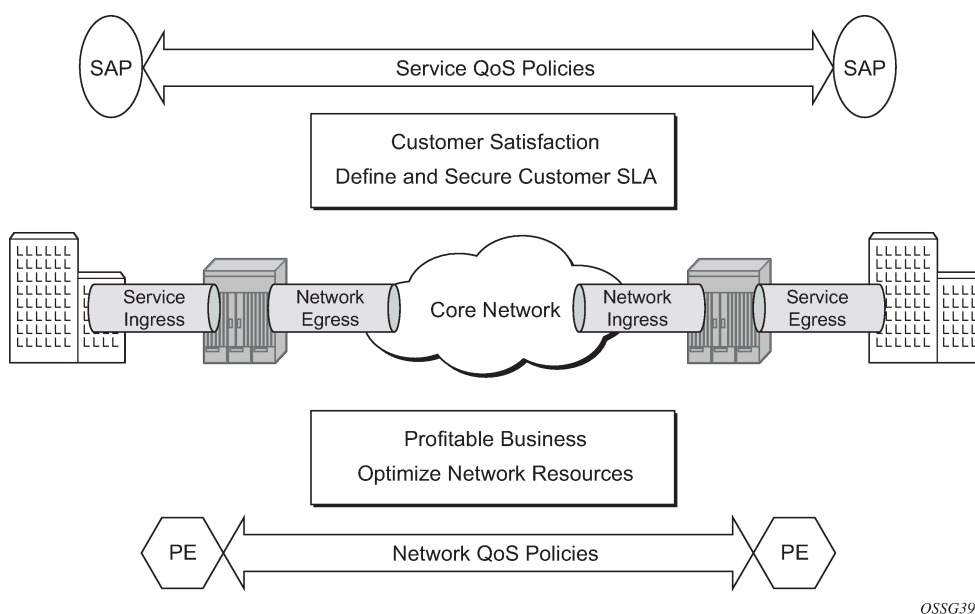 SAP
Service QoS Policies
SAP
Customer Satisfaction
Define and Secure Customer SLA
Service
Ingress
Network
Egress
Core Network
Network
Ingress
Service
Egress
Profitable Business
Optimize Network Resources
PE
Network QoS Policies
PE
OSSG39